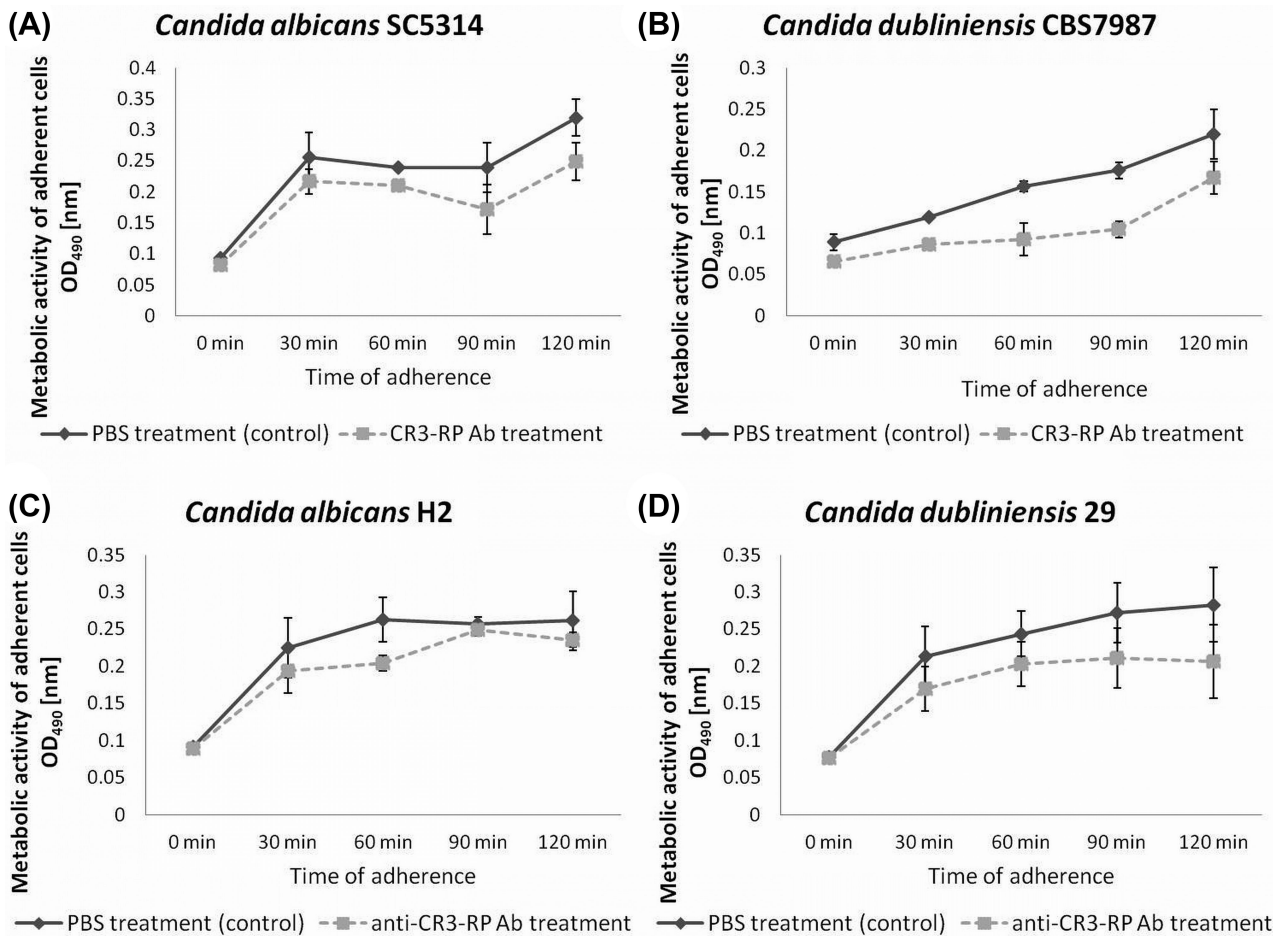 (A)
Candida albicans SC5314
Metabolic activity of adherent cells
OD490 [nm]
0.4
0.35
0.3
0.25
0.2
0.15
0.1
0.05
0
0 min 30 min 60 min 90 min 120 min
Time of adherence
PBS treatment (control) CR3-RP Ab treatment
(B)
Candida dubliniensis CBS7987
Metabolic activity of adherent cells
OD490 [nm]
0.3
0.25
0.2
0.15
0.1
0.05
0
0 min 30 min 60 min 90 min 120 min
Time of adherence
PBS treatment (control) CR3-RP Ab treatment
(C)
Candida albicans H2
Metabolic activity of adherent cells
OD490 [nm]
0.35
0.3
0.25
0.2
0.15
0.1
0.05
0
0 min 30 min 60 min 90 min 120 min
Time of adherence
PBS treatment (control) anti-CR3-RP Ab treatment
(D)
Candida dubliniensis 29
Metabolic activity of adherent cells
OD490 [nm]
0.35
0.3
0.25
0.2
0.15
0.1
0.05
0
0 min 30 min 60 min 90 min 120 min
Time of adherence
PBS treatment (control) anti-CR3-RP Ab treatment